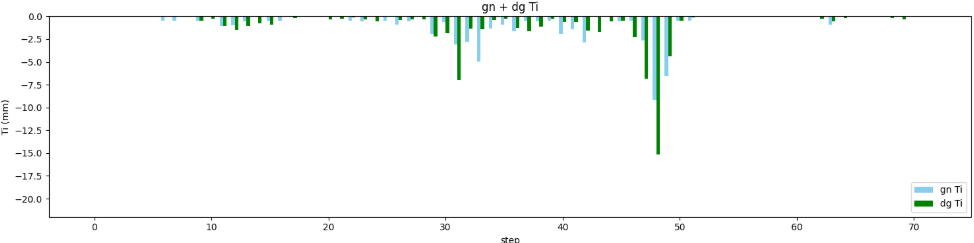 gn + dg Ti
0.0
−2.5
−5.0
−7.5
−10.0
−12.5
−15.0
−17.5
−20.0
Ti (mm)
0 10 20 30 40 50 60 70
step
gn Ti
dg Ti